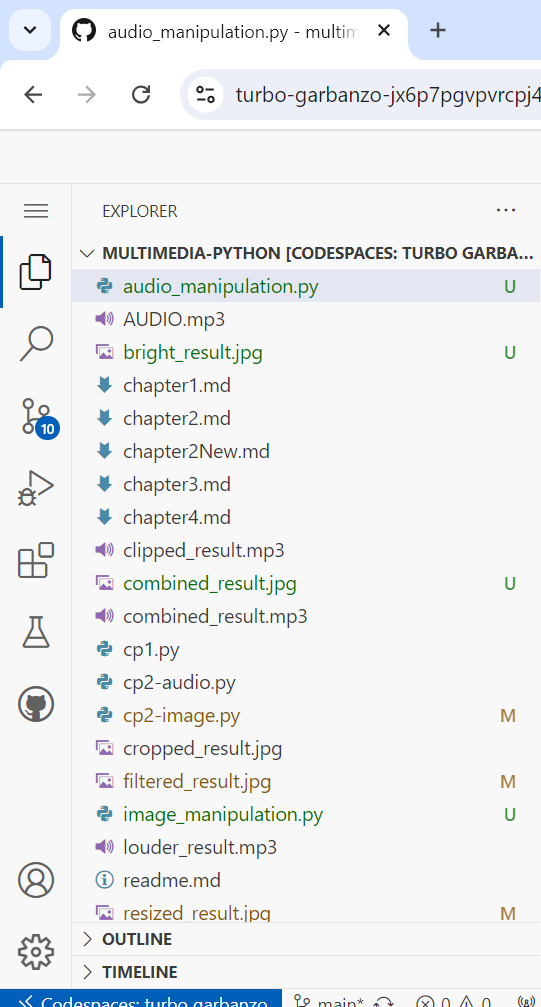 audio_manipulation.py - multim
turbo-garbanzo-jx6p7pgvpvrcpj4
EXPLORER
MULTIMEDIA-PYTHON [CODESPACES: TURBO GARBA...
audio_manipulation.py U
AUDIO.mp3
bright_result.jpg U
chapter1.md
chapter2.md
chapter2New.md
chapter3.md
chapter4.md
10
clipped_result.mp3
combined_result.jpg U
combined_result.mp3
cp1.py
cp2-audio.py
cp2-image.py M
cropped_result.jpg
filtered_result.jpg M
image_manipulation.py U
louder_result.mp3
readme.md
resized_result.jpg M
OUTLINE
TIMELINE
Codespaces: turbo garbanzo main* 0 0